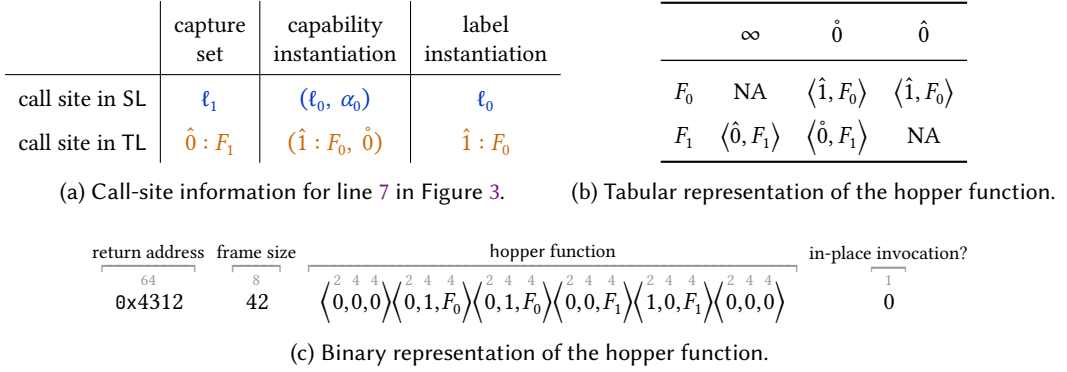 capture set capability instantiation label instantiation
call site in SL ℓ₁ (ℓ₀, α₀) ℓ₀
call site in TL 0̂ : F₁ (1̂ : F₀, 0̊) 1̂ : F₀
(a) Call-site information for line 7 in Figure 3.
∞ 0̊ 0̂
F₀ NA ⟨1̂, F₀⟩ ⟨1̂, F₀⟩
F₁ ⟨0̂, F₁⟩ ⟨0̊, F₁⟩ NA
(b) Tabular representation of the hopper function.
return address frame size hopper function in-place invocation?
64 8 2 4 4 2 4 4 2 4 4 2 4 4 2 4 4 2 4 4 1
0x4312 42 ⟨0,0,0⟩⟨0,1,F₀⟩⟨0,1,F₀⟩⟨0,0,F₁⟩⟨1,0,F₁⟩⟨0,0,0⟩ 0
(c) Binary representation of the hopper function.